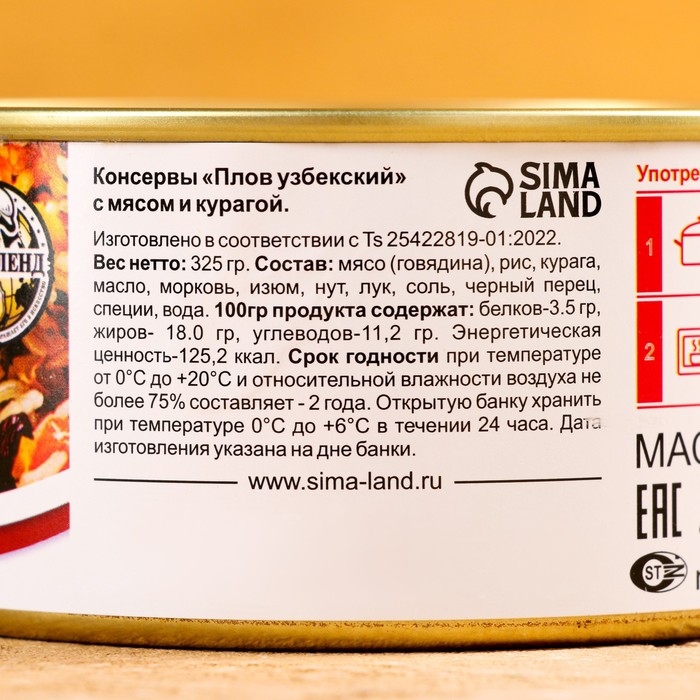 Консервы «Плов узбекский»
с мясом и курагой.
SIMA
LAND
Изготовлено в соответствии с Ts 25422819-01:2022.
Вес нетто: 325 гр. Состав: мясо (говядина), рис, курага,
масло, морковь, изюм, нут, лук, соль, черный перец,
специи, вода. 100гр продукта содержат: белков-3.5 гр,
жиров- 18.0 гр, углеводов-11,2 гр. Энергетическая
ценность-125,2 ккал. Срок годности при температуре
от 0°C до +20°C и относительной влажности воздуха не
более 75% составляет - 2 года. Открытую банку хранить
при температуре 0°C до +6°C в течении 24 часа. Дата
изготовления указана на дне банки.
www.sima-land.ru
ЛЕНД
Употре
1
2
МАС
EAC
ST